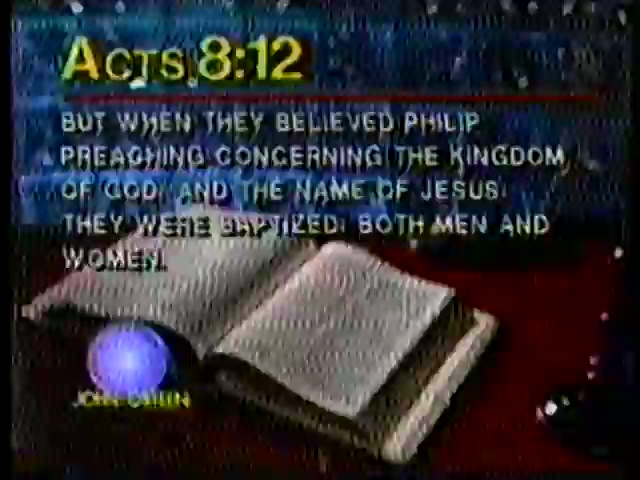 ACTS 8:12
BUT WHEN THEY BELIEVED PHILIP
PREACHING CONCERNING THE KINGDOM
OF GOD, AND THE NAME OF JESUS,
THEY WERE BAPTIZED, BOTH MEN AND
WOMEN.
JOHN